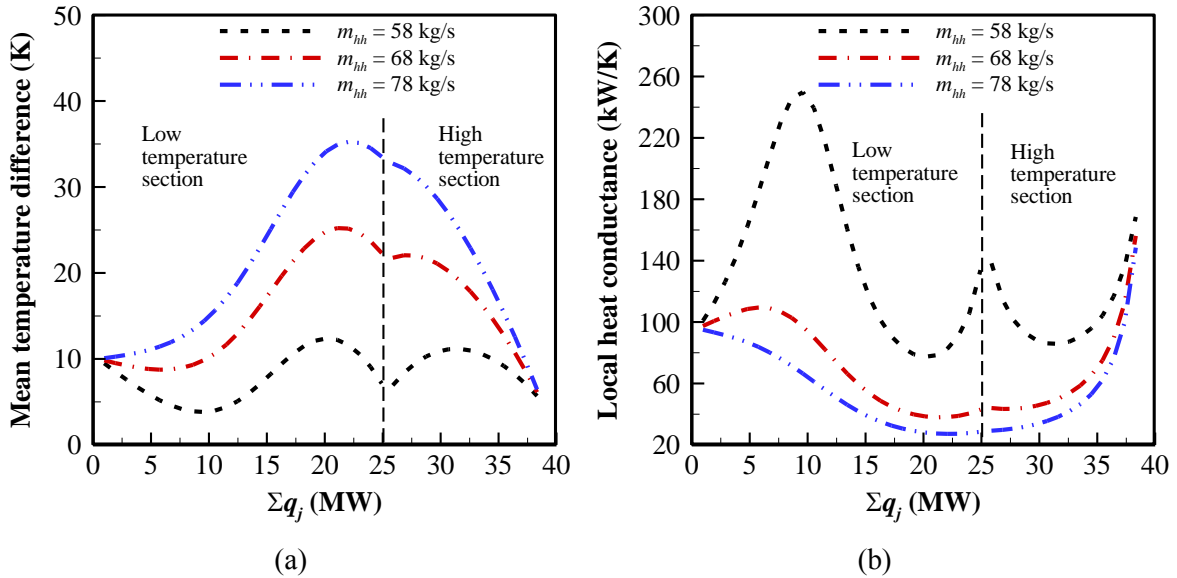 50
40
30
20
10
0
Mean temperature difference (K)
m_hh = 58 kg/s
m_hh = 68 kg/s
m_hh = 78 kg/s
Low
temperature
section
High
temperature
section
0 5 10 15 20 25 30 35 40
Σq_j (MW)
(a)
300
260
220
180
140
100
60
20
Local heat conductance (kW/K)
m_hh = 58 kg/s
m_hh = 68 kg/s
m_hh = 78 kg/s
Low
temperature
section
High
temperature
section
0 5 10 15 20 25 30 35 40
Σq_j (MW)
(b)